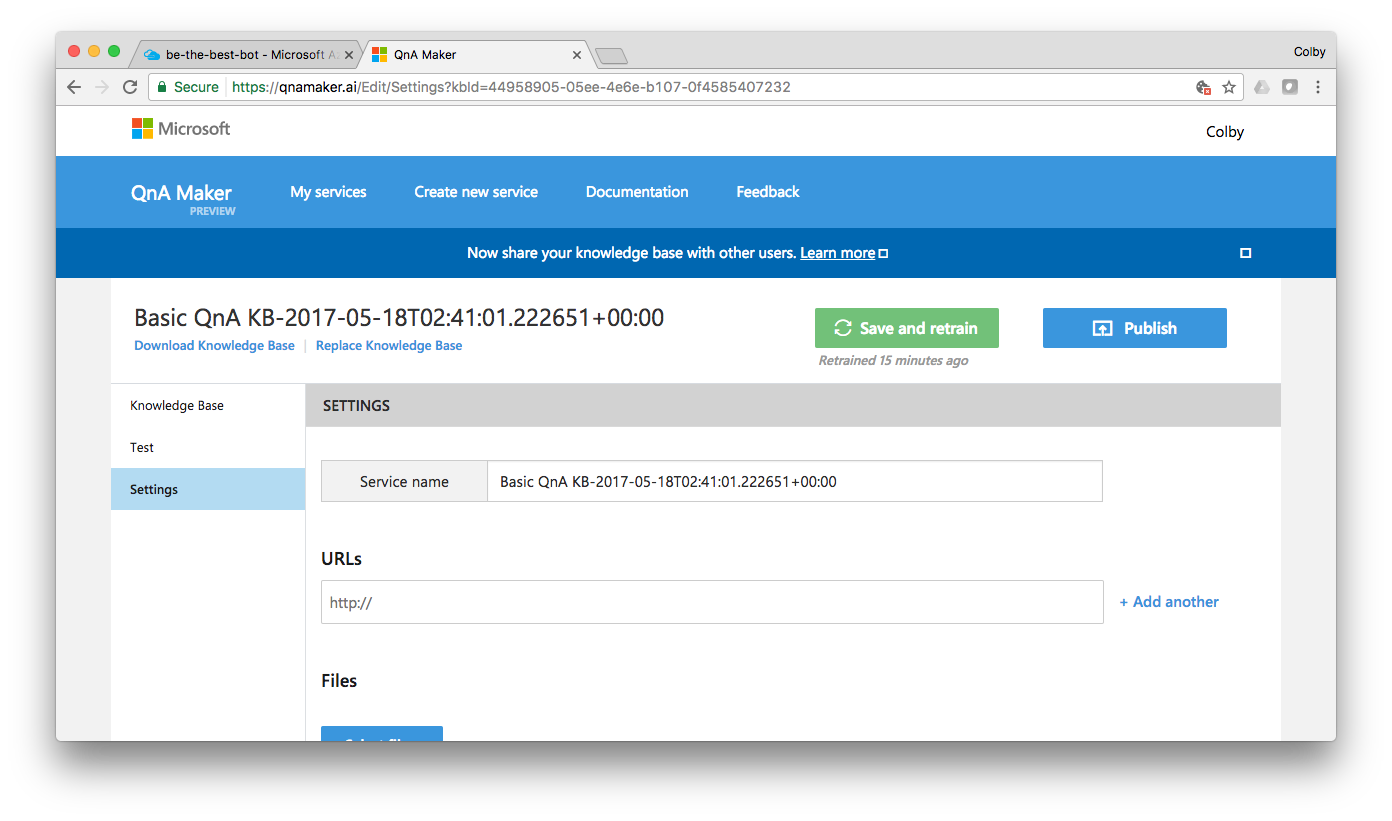 be-the-best-bot - Microsoft A
QnA Maker
Colby
Secure
https://qnamaker.ai/Edit/Settings?kbId=44958905-05ee-4e6e-b107-0f4585407232
Microsoft
Colby
QnA Maker
PREVIEW
My services
Create new service
Documentation
Feedback
Now share your knowledge base with other users. Learn more
Basic QnA KB-2017-05-18T02:41:01.222651+00:00
Download Knowledge Base | Replace Knowledge Base
Save and retrain
Retrained 15 minutes ago
Publish
Knowledge Base
Test
Settings
SETTINGS
Service name
Basic QnA KB-2017-05-18T02:41:01.222651+00:00
URLs
http://
+ Add another
Files